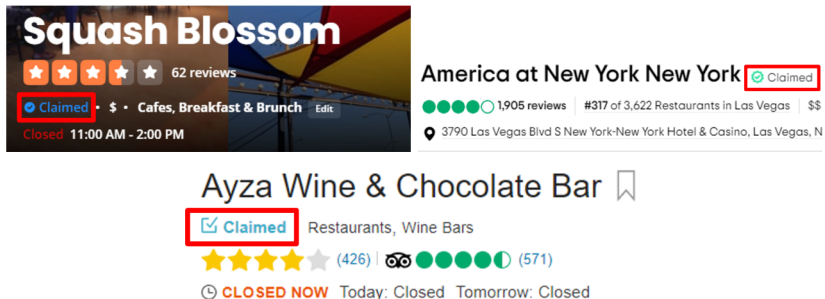 Squash Blossom
62 reviews
Claimed • $ • Cafes, Breakfast & Brunch Edit
Closed 11:00 AM - 2:00 PM
America at New York New York Claimed
1,905 reviews #317 of 3,622 Restaurants in Las Vegas $$
3790 Las Vegas Blvd S New York-New York Hotel & Casino, Las Vegas, N
Ayza Wine & Chocolate Bar
Claimed Restaurants, Wine Bars
(426) (571)
CLOSED NOW Today: Closed Tomorrow: Closed